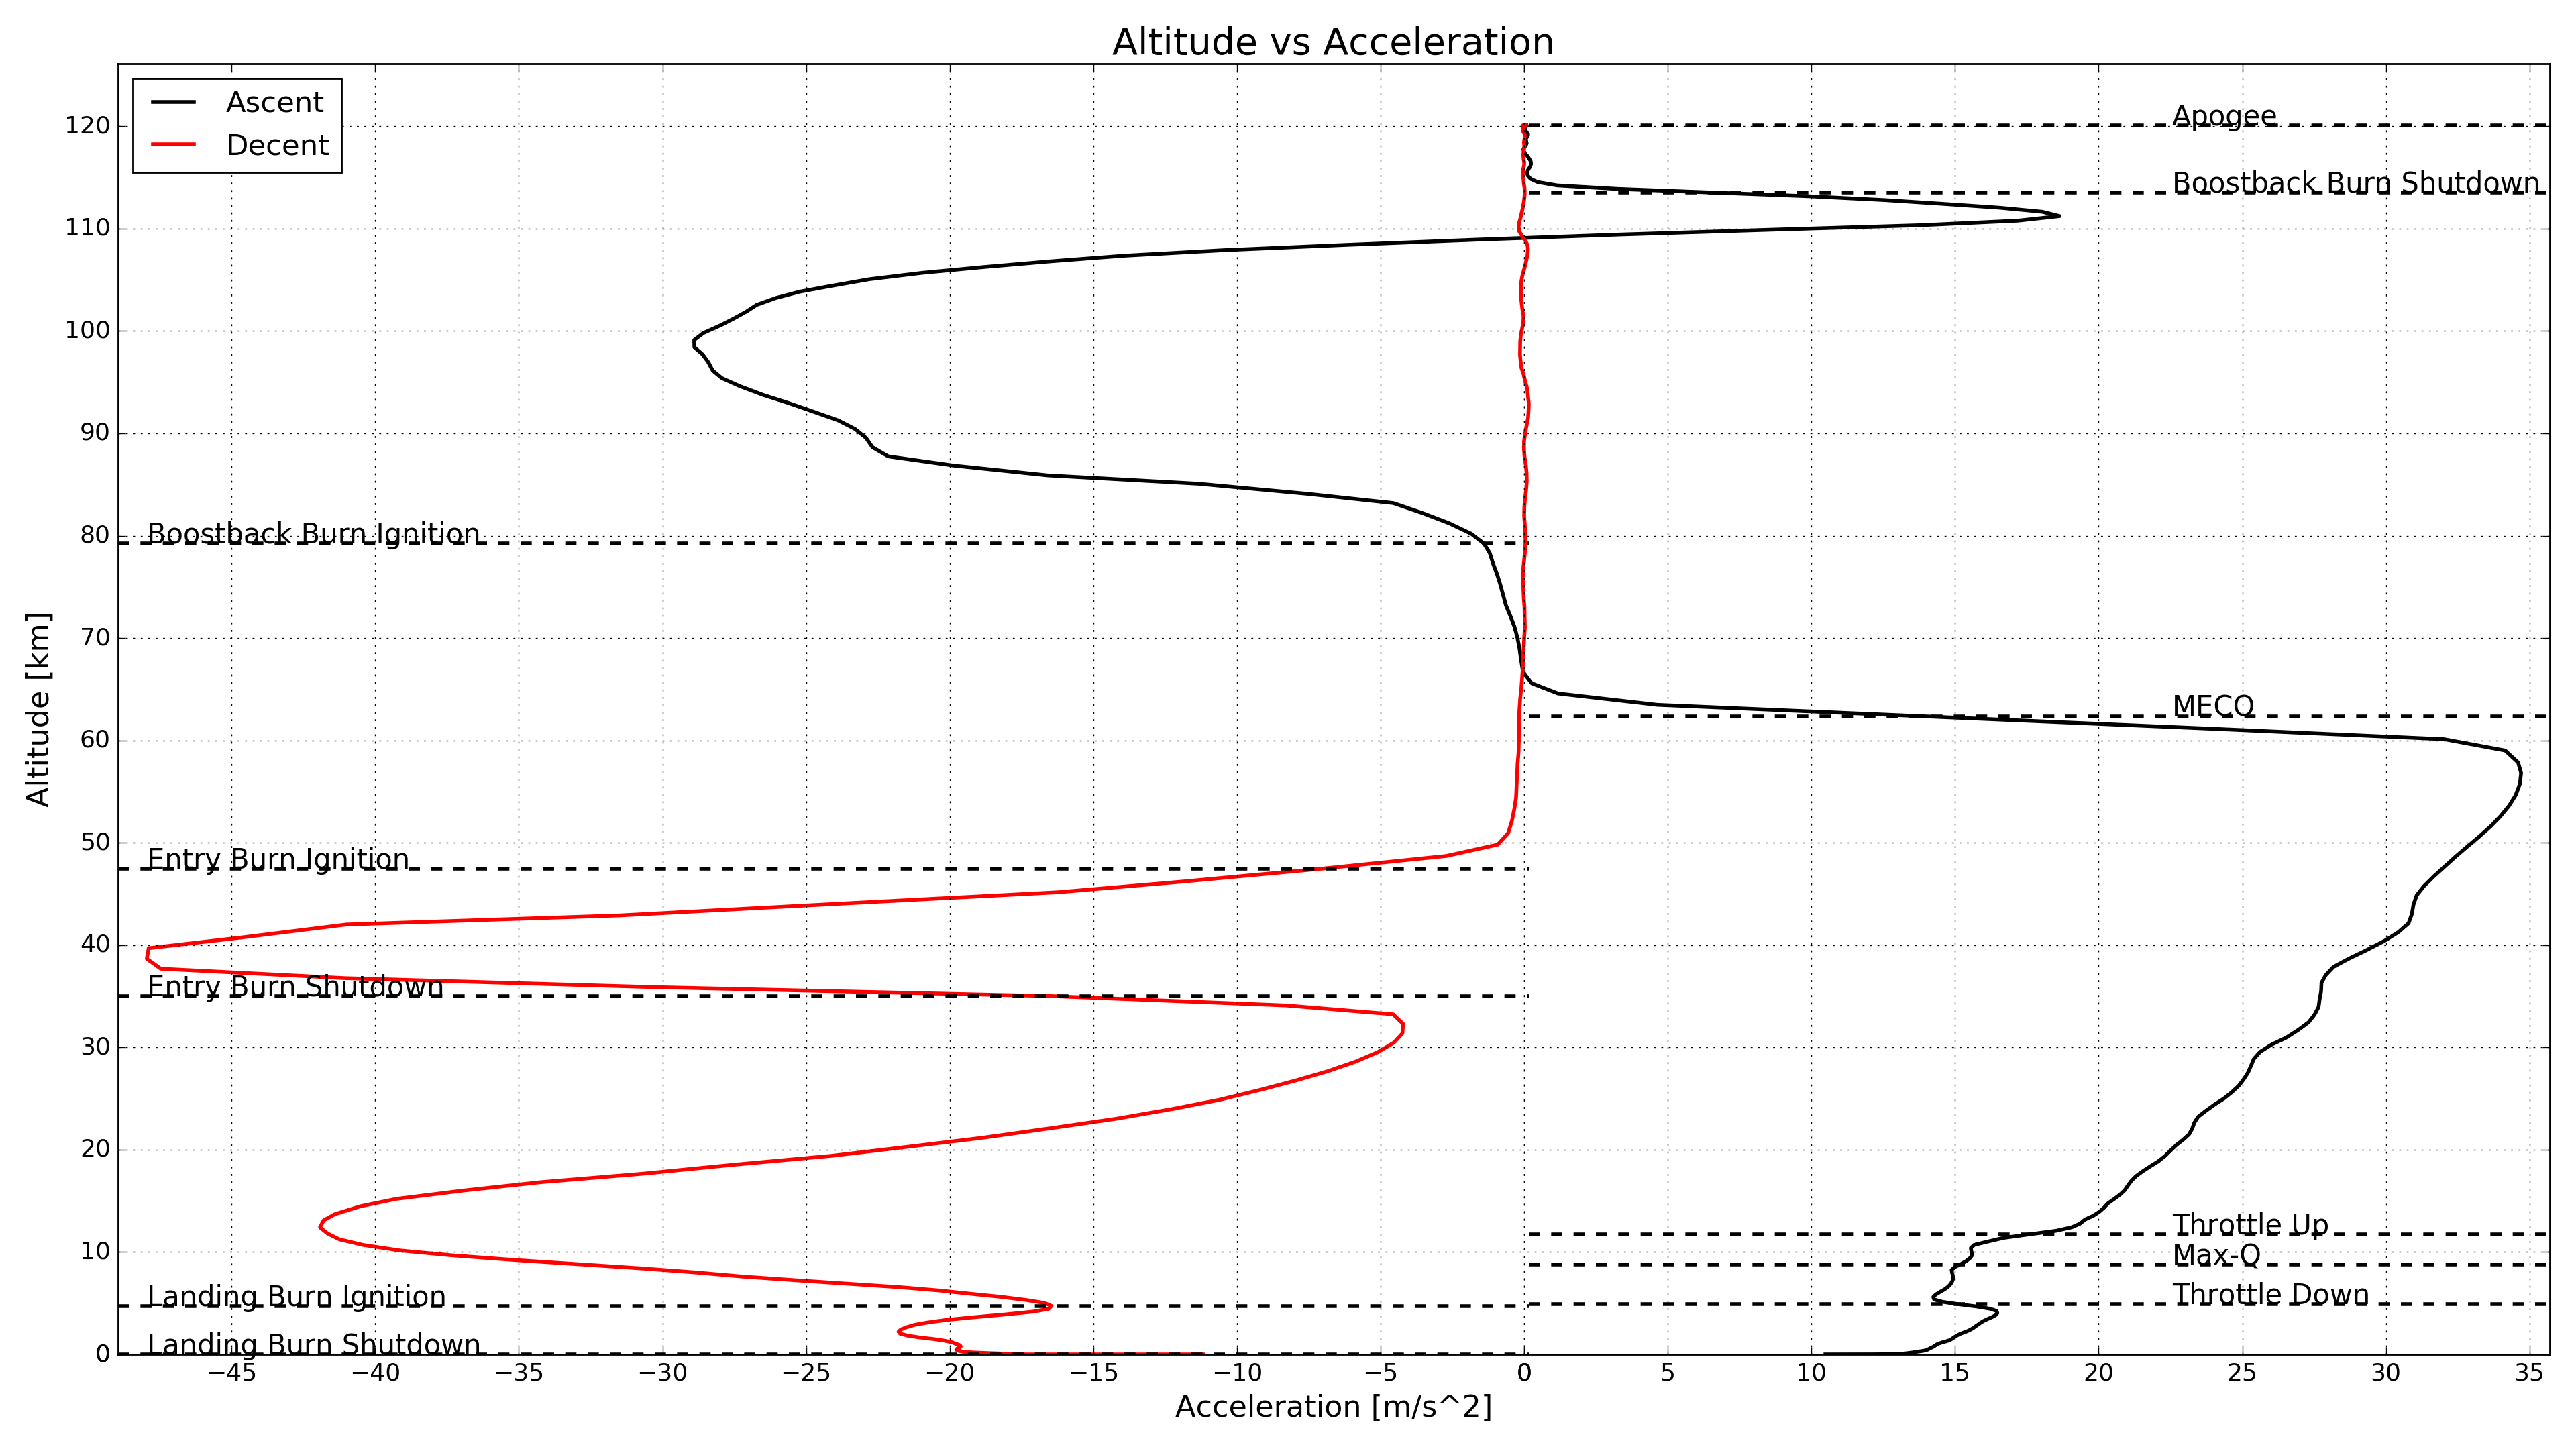 Altitude vs Acceleration
Ascent
Decent
Apogee
Boostback Burn Shutdown
Boostback Burn Ignition
MECO
Entry Burn Ignition
Entry Burn Shutdown
Throttle Up
Max-Q
Landing Burn Ignition
Throttle Down
Landing Burn Shutdown
120
110
100
90
80
70
60
50
40
30
20
10
0
−45 −40 −35 −30 −25 −20 −15 −10 −5 0 5 10 15 20 25 30 35
Altitude [km]
Acceleration [m/s^2]